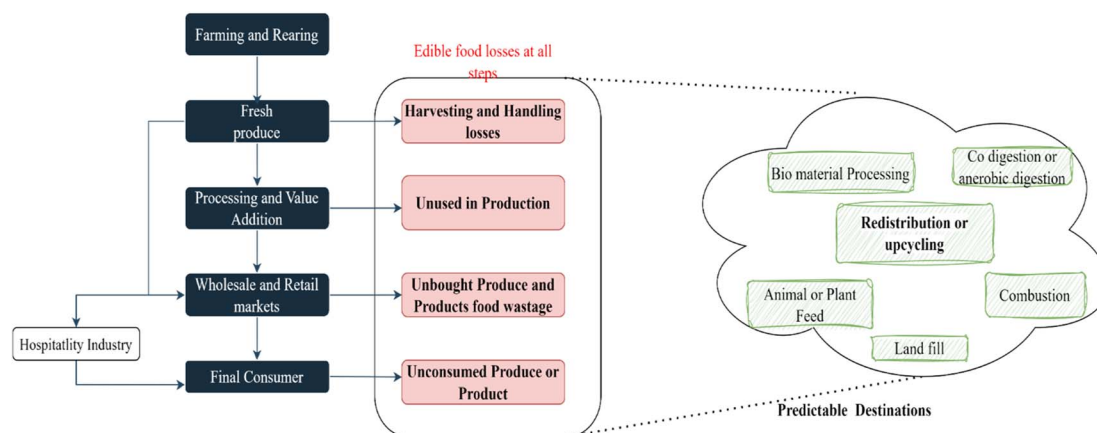 Farming and Rearing
Edible food losses at all
steps
Fresh
produce
Harvesting and Handling
losses
Processing and Value
Addition
Unused in Production
Wholesale and Retail
markets
Unbought Produce and
Products food wastage
Hospitatlity Industry
Final Consumer
Unconsumed Produce or
Product
Bio material Processing
Co digestion or
anerobic digestion
Redistribution or
upcycling
Animal or Plant
Feed
Combustion
Land fill
Predictable Destinations